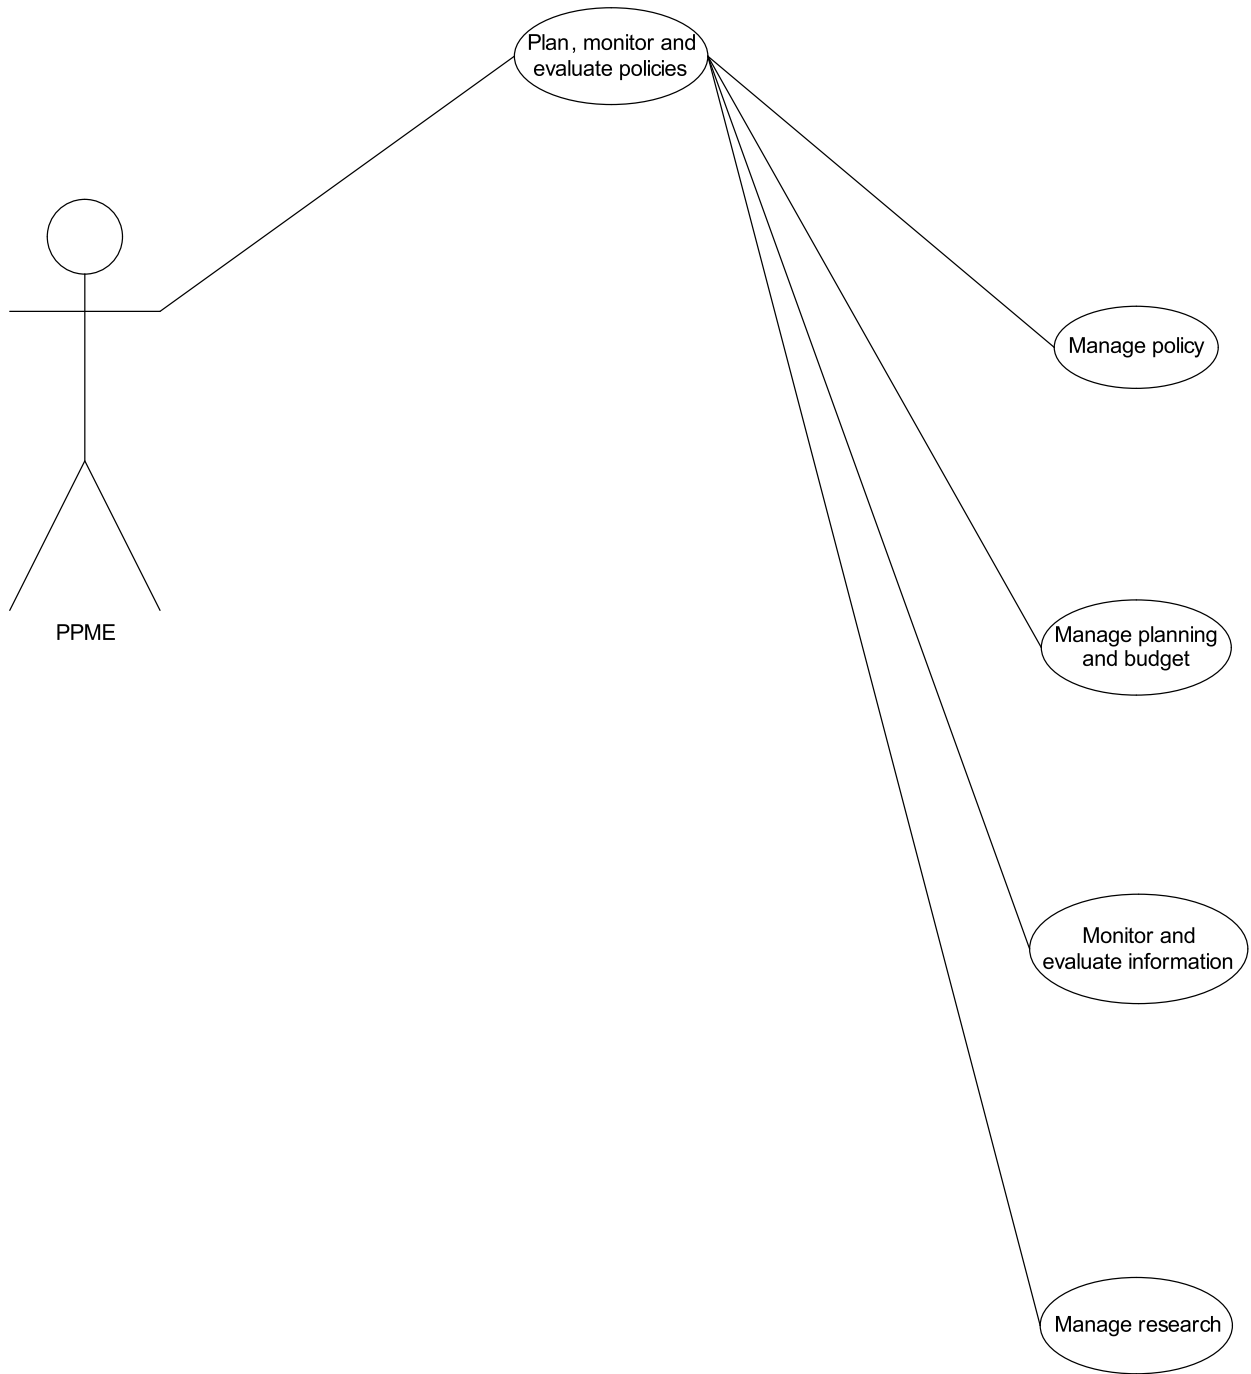 Plan, monitor and
evaluate policies
Manage policy
PPME
Manage planning
and budget
Monitor and
evaluate information
Manage research